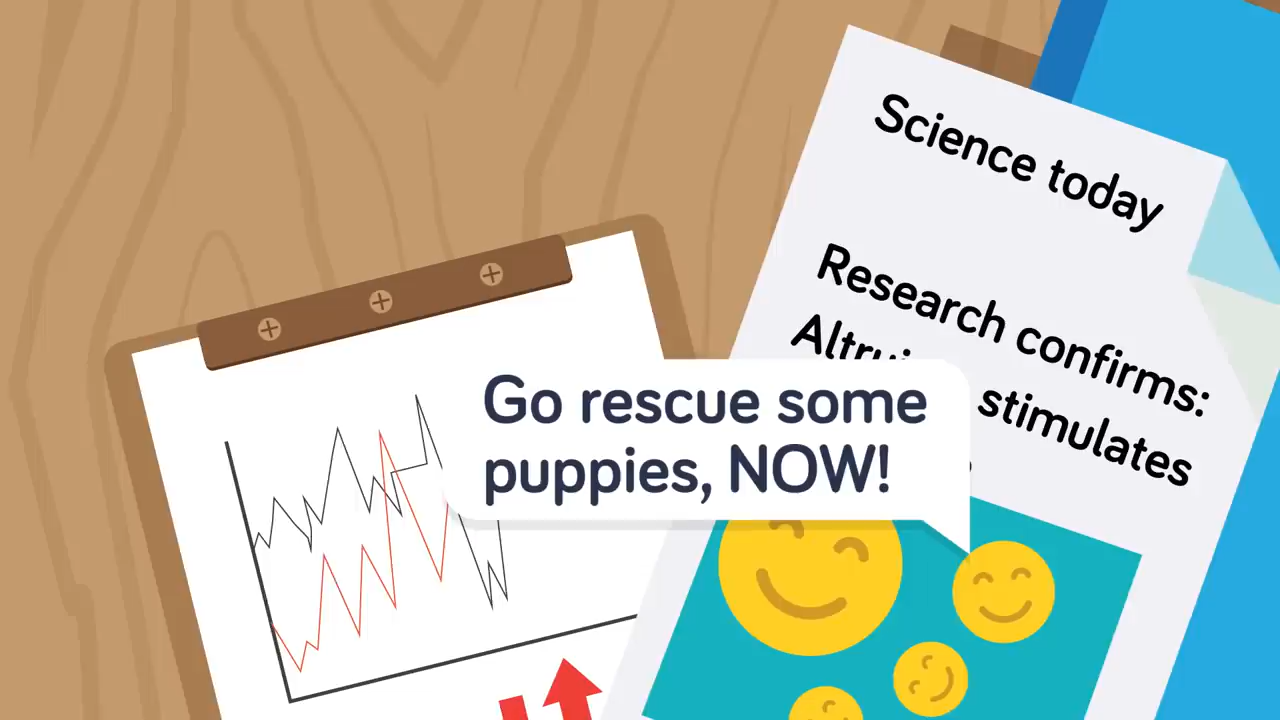 Science today
Research confirms:
stimulates
Go rescue some
puppies, NOW!